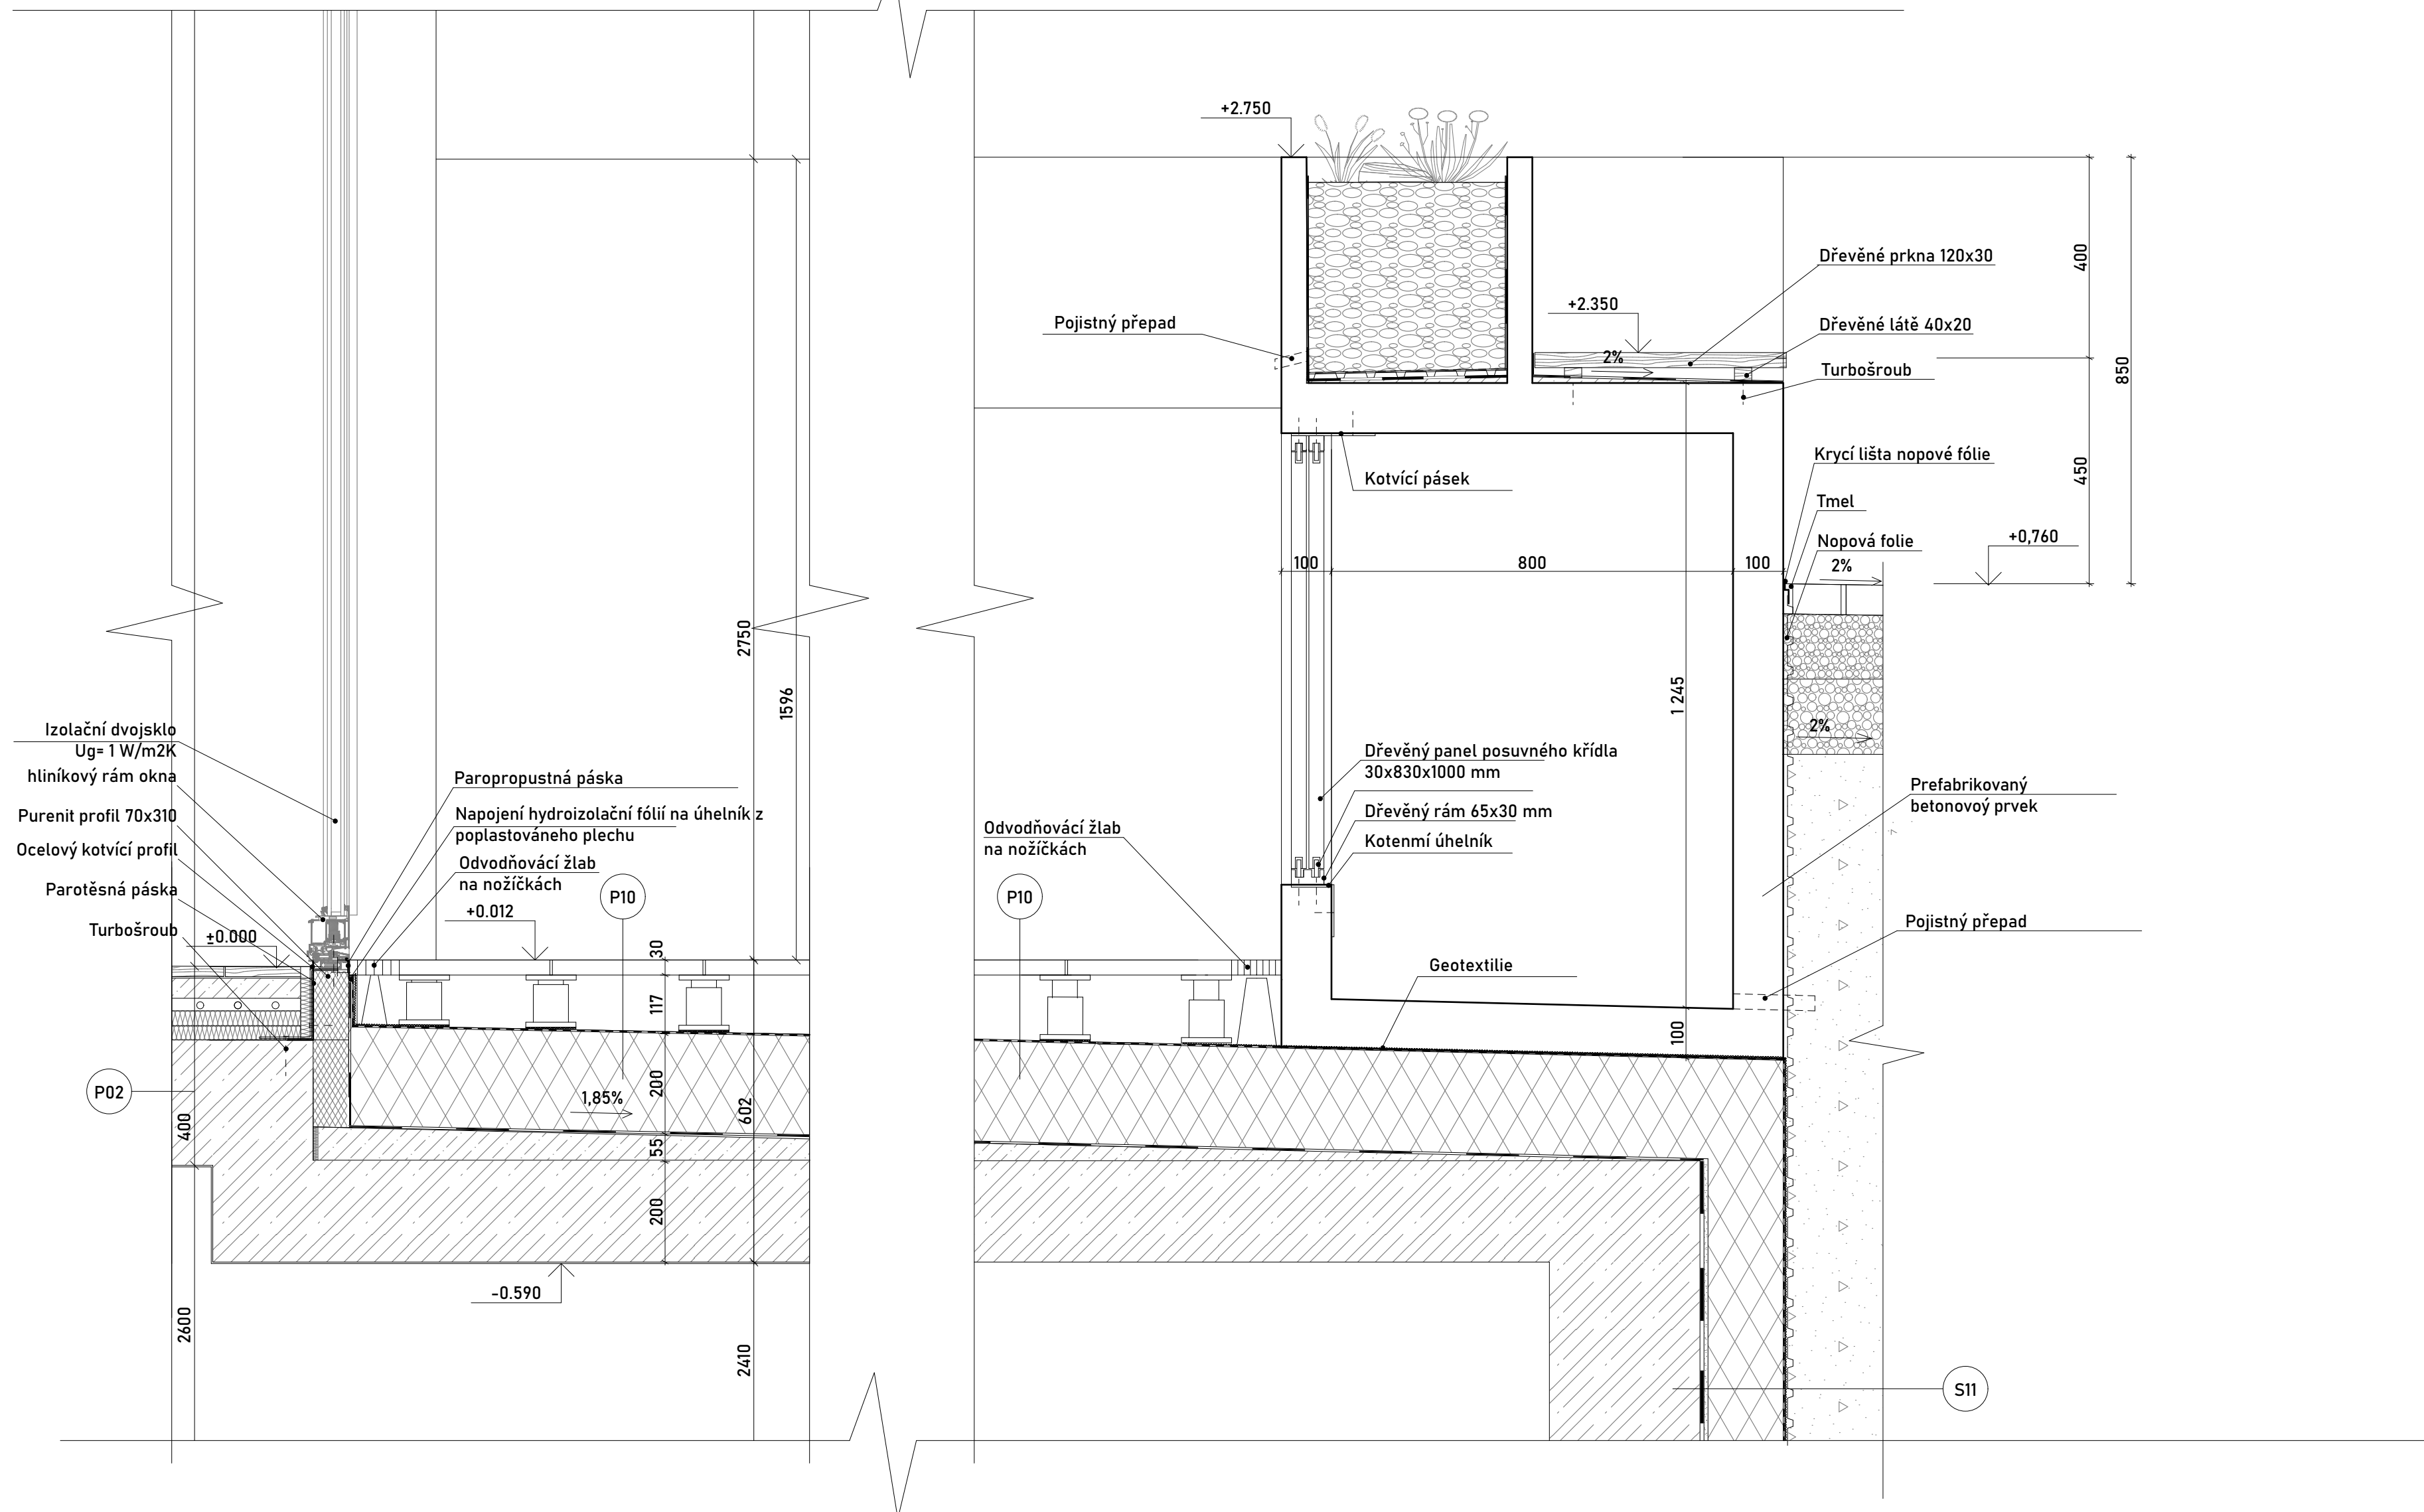 +2.750
Dřevěné prkna 120x30
400
+2.350
Pojistný přepad
Dřevěné látě 40x20
2%
Turbošroub
850
Krycí lišta nopové fólie
450
Kotvící pásek
Tmel
+0,760
Nopová folie
2%
100
800
100
2750
1596
1 245
2%
Izolační dvojsklo
Ug= 1 W/m2K
hliníkový rám okna
Purenit profil 70x310
Ocelový kotvící profil
Parotěsná páska
Turbošroub
±0.000
Paropropustná páska
Napojení hydroizolační fólií na úhelník z
poplastováneho plechu
Odvodňovácí žlab
na nožíčkách
P10
+0.012
30
117
Odvodňovácí žlab
na nožíčkách
P10
Dřevěný panel posuvného křídla
30x830x1000 mm
Dřevěný rám 65x30 mm
Kotenmí úhelník
Prefabrikovaný
betonovoý prvek
Pojistný přepad
Geotextilie
100
P02
400
1,85%
200
602
55
200
-0.590
2600
2410
S11